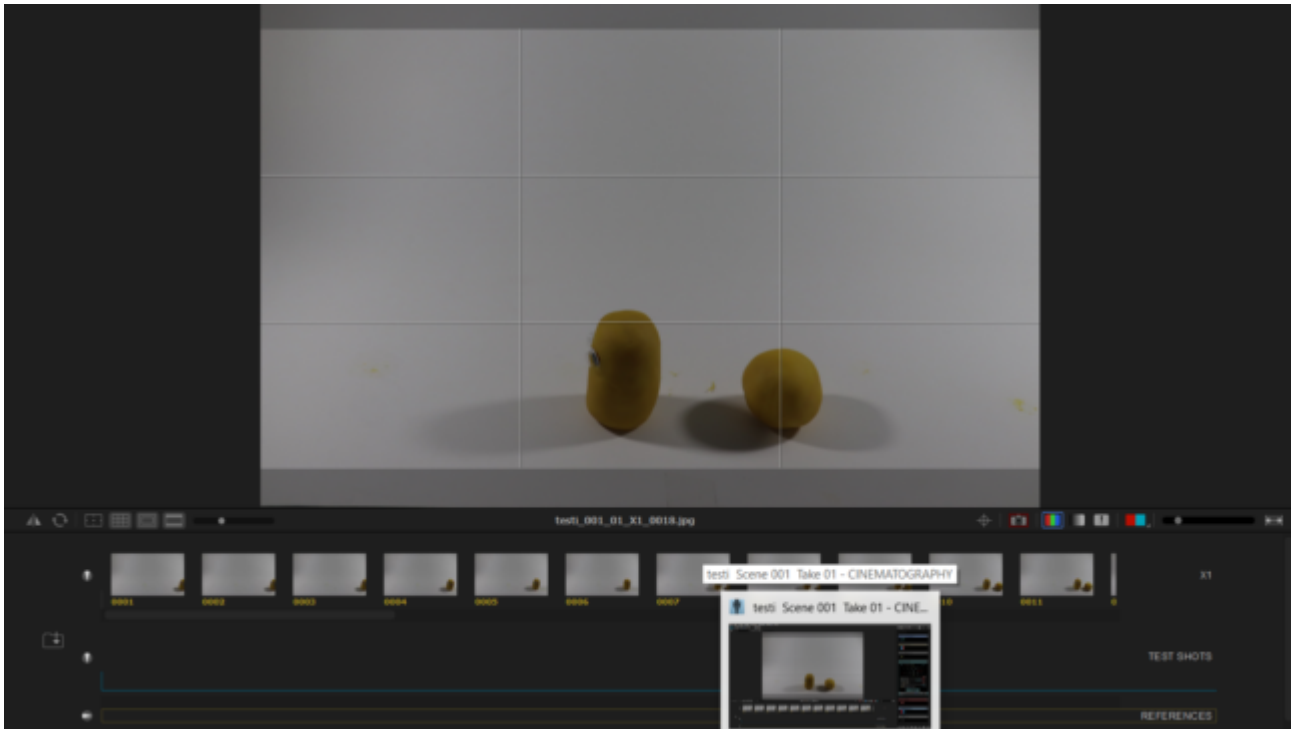 testi_001_01_X1_0018.jpg
X1
0001 0002 0003 0004 0005 0006 0007 10 0011
testi Scene 001 Take 01 - CINEMATOGRAPHY
testi Scene 001 Take 01 - CINE...
TEST SHOTS
REFERENCES